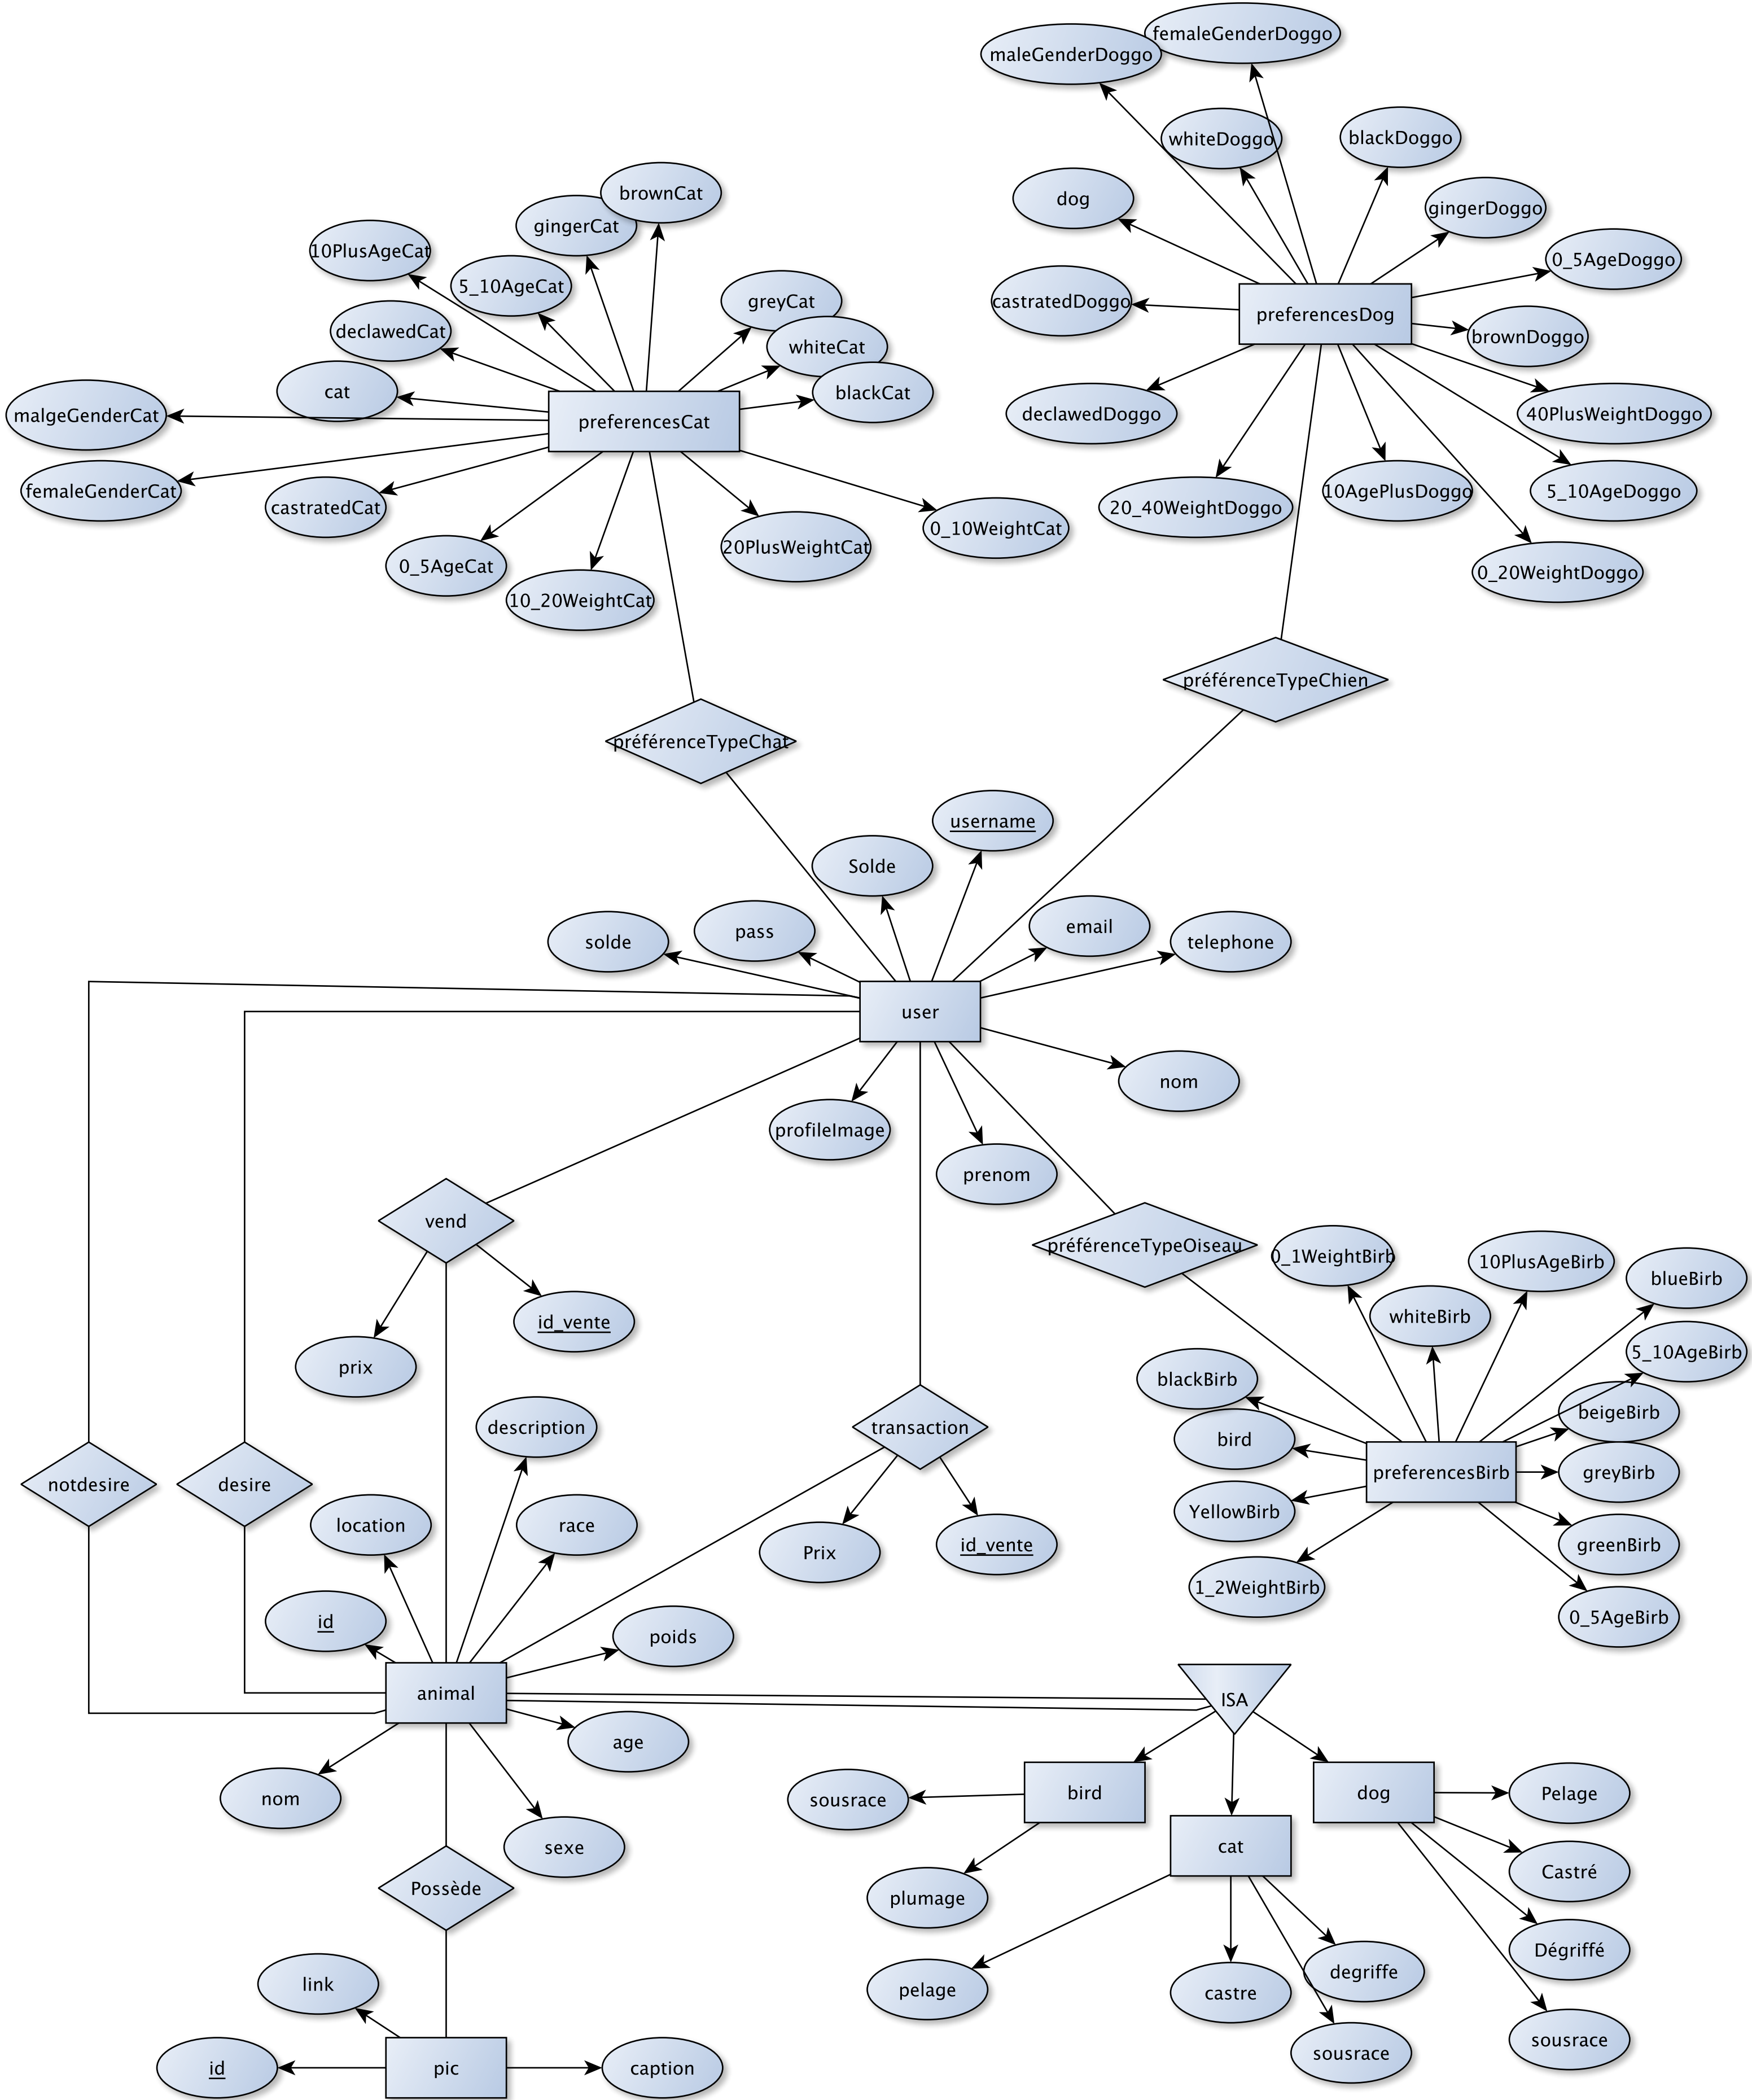 femaleGenderDoggo
maleGenderDoggo
whiteDoggo
blackDoggo
dog
gingerDoggo
0_5AgeDoggo
castratedDoggo
preferencesDog
brownDoggo
declawedDoggo
40PlusWeightDoggo
20_40WeightDoggo
10AgePlusDoggo
5_10AgeDoggo
0_20WeightDoggo
brownCat
gingerCat
10PlusAgeCat
5_10AgeCat
greyCat
declawedCat
whiteCat
cat
blackCat
malgeGenderCat
preferencesCat
femaleGenderCat
castratedCat
0_5AgeCat
10_20WeightCat
20PlusWeightCat
0_10WeightCat
préférenceTypeChien
préférenceTypeChat
username
Solde
solde
pass
email
telephone
user
nom
profileImage
prenom
vend
préférenceTypeOiseau
id_vente
prix
0_1WeightBirb
10PlusAgeBirb
blueBirb
whiteBirb
5_10AgeBirb
blackBirb
beigeBirb
bird
preferencesBirb
greyBirb
YellowBirb
greenBirb
1_2WeightBirb
0_5AgeBirb
description
transaction
notdesire
desire
location
race
Prix
id_vente
id
poids
animal
ISA
age
nom
sexe
sousrace
bird
dog
Pelage
cat
Castré
plumage
Possède
Dégriffé
pelage
castre
degriffe
sousrace
sousrace
link
id
pic
caption